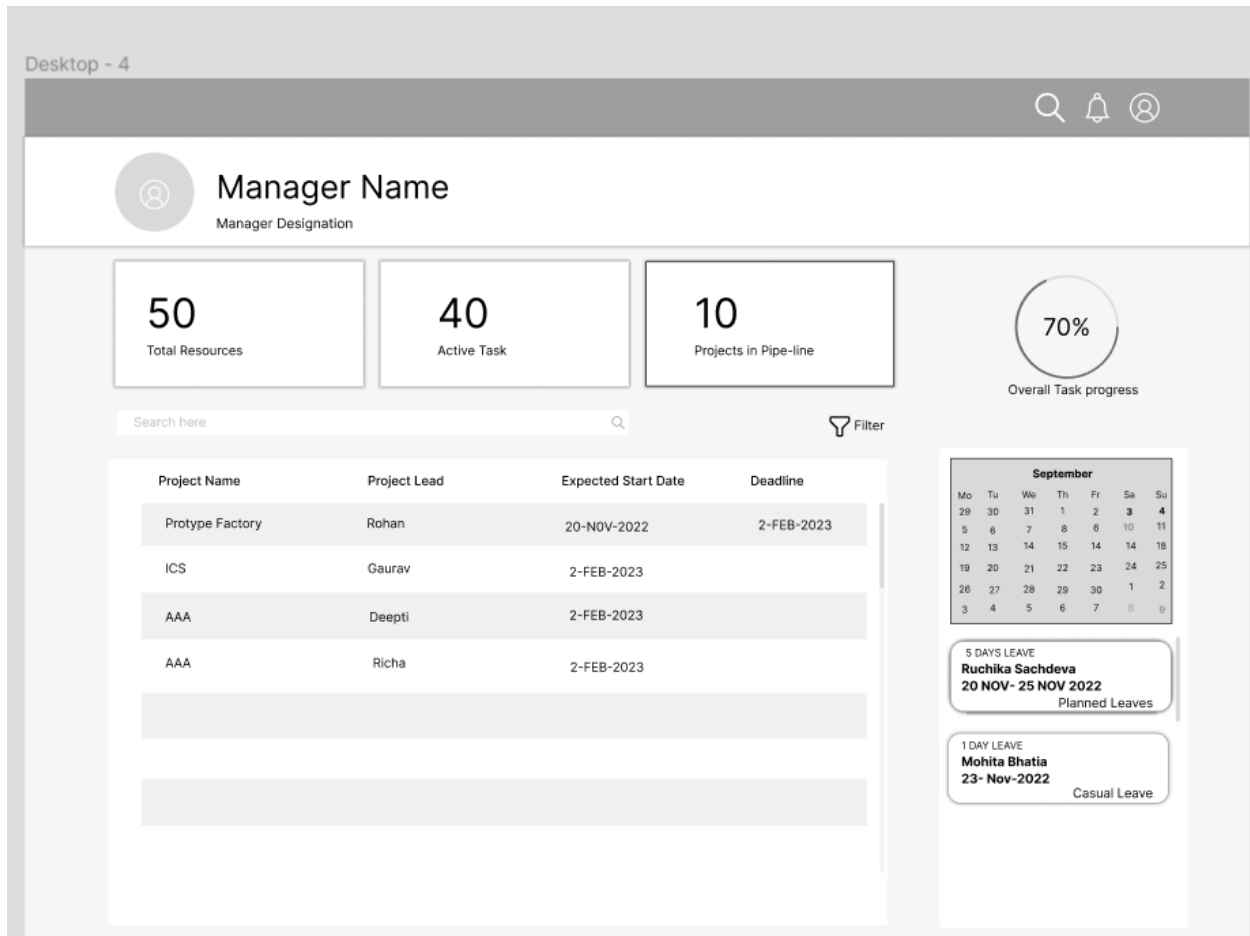 Desktop - 4
Manager Name
Manager Designation
50
Total Resources
40
Active Task
10
Projects in Pipe-line
70%
Overall Task progress
Search here
Filter
Project Name Project Lead Expected Start Date Deadline
Protype Factory Rohan 20-N0V-2022 2-FEB-2023
ICS Gaurav 2-FEB-2023
AAA Deepti 2-FEB-2023
AAA Richa 2-FEB-2023
September
Mo Tu We Th Fr Sa Su
29 30 31 1 2 3 4
5 6 7 8 6 10 11
12 13 14 15 14 14 18
19 20 21 22 23 24 25
26 27 28 29 30 1 2
3 4 5 6 7 8 9
5 DAYS LEAVE
Ruchika Sachdeva
20 NOV- 25 NOV 2022
Planned Leaves
1 DAY LEAVE
Mohita Bhatia
23- Nov-2022
Casual Leave